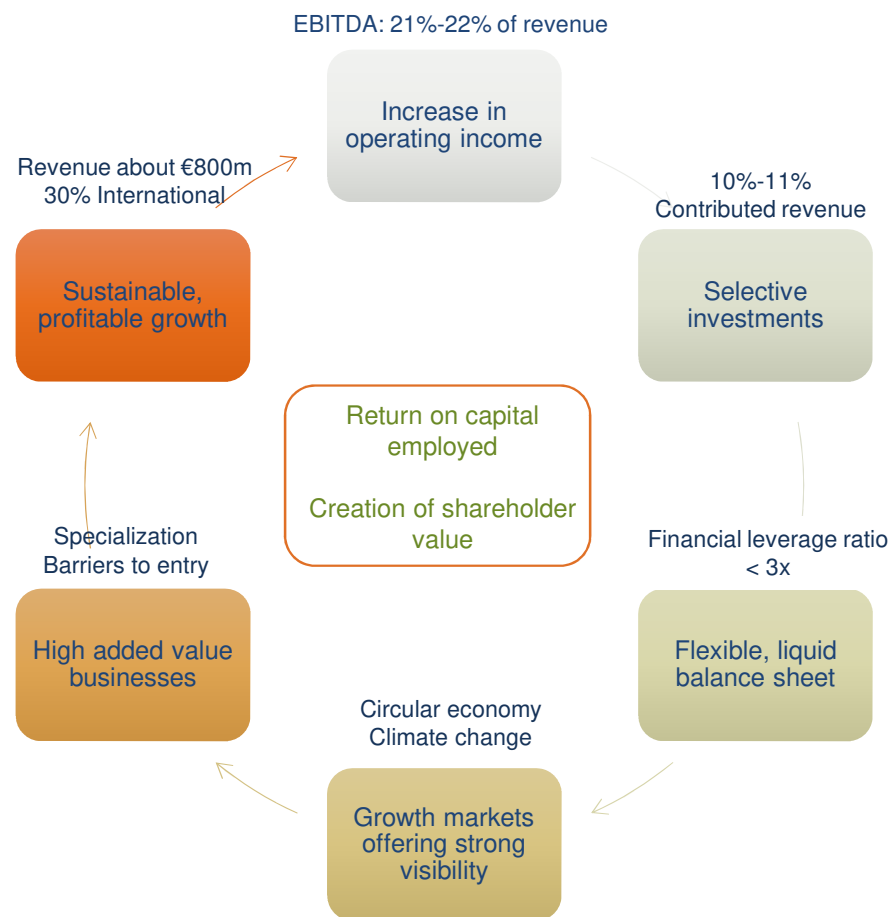 EBITDA: 21%-22% of revenue
Increase in
operating income
Revenue about €800m
30% International
10%-11%
Contributed revenue
Sustainable,
profitable growth
Selective
investments
Return on capital
employed
Creation of shareholder
value
Specialization
Barriers to entry
Financial leverage ratio
< 3x
High added value
businesses
Flexible, liquid
balance sheet
Circular economy
Climate change
Growth markets
offering strong
visibility